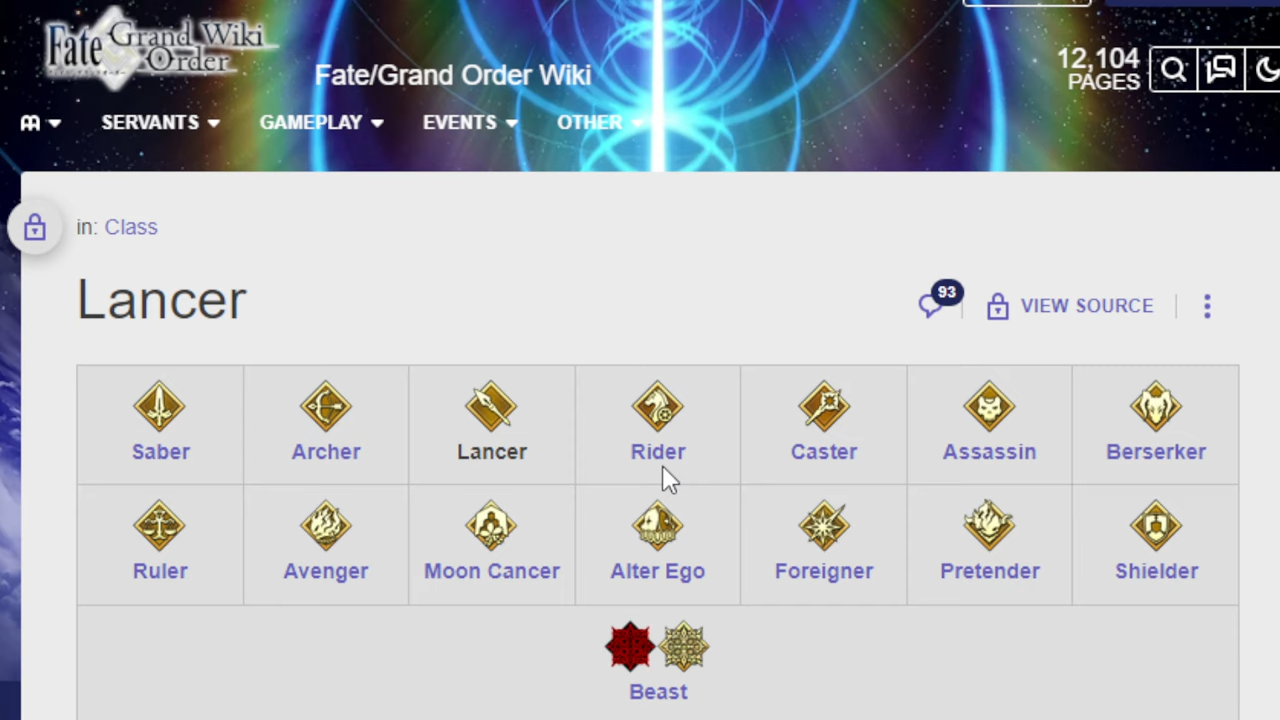 Fate Grand Wiki
Order
Fate/Grand Order Wiki
12,104
PAGES
SERVANTS
GAMEPLAY
EVENTS
OTHER
in: Class
Lancer
93
VIEW SOURCE
Saber
Archer
Lancer
Rider
Caster
Assassin
Berserker
Ruler
Avenger
Moon Cancer
Alter Ego
Foreigner
Pretender
Shielder
Beast